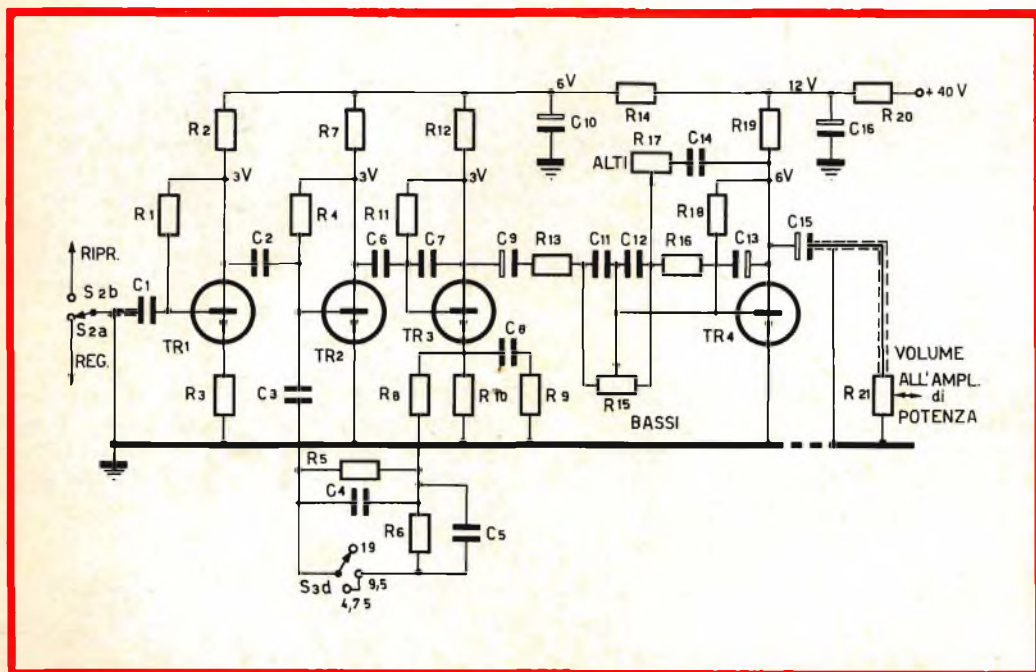 6V
12V
+ 40 V
R2
R7
R12
C10
R14
R19
C16
R20
R17
C14
ALTI
3V
3V
3V
6V
R1
R4
R11
R18
C15
RIPR.
S2b
S2a
REG.
C1
C2
C6
C7
C9
R13
C11
C12
R16
C13
TR1
TR2
TR3
TR4
C8
R3
C3
R8
R10
R9
R15
BASSI
R21
VOLUME
ALL'AMPL.
di
POTENZA
R5
C4
R6
C5
19
S3d
9,5
4,75